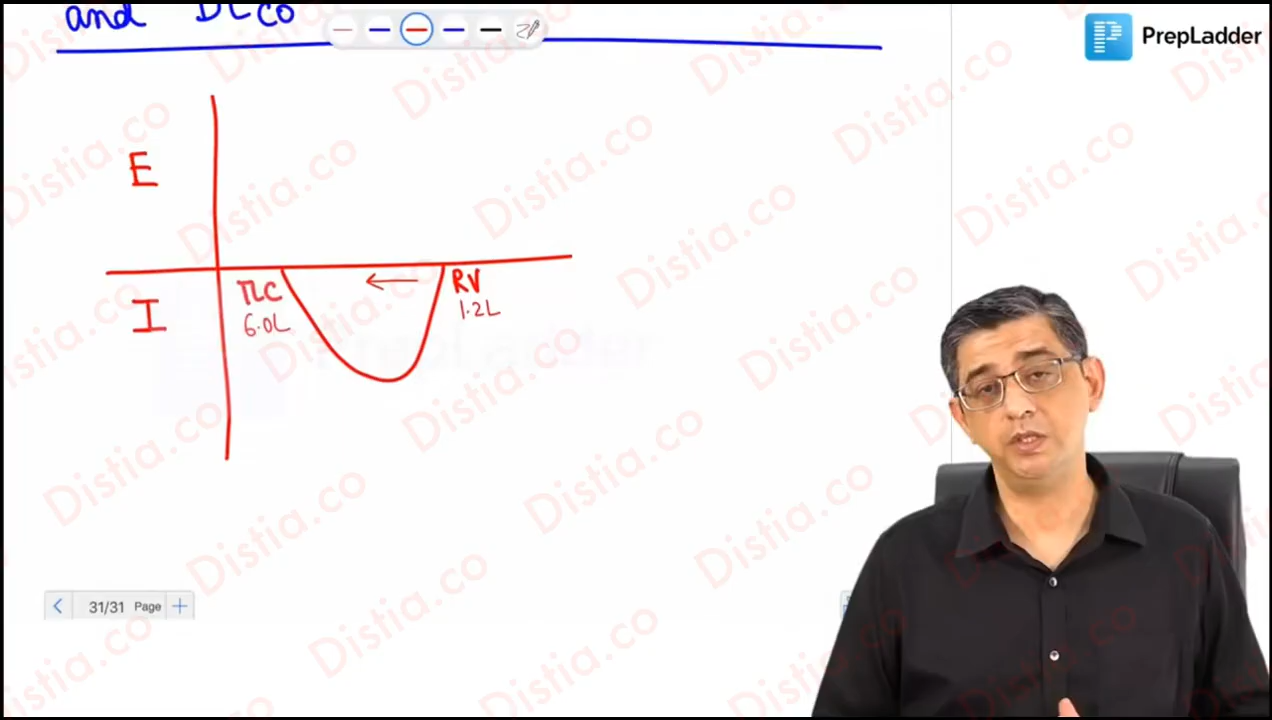 and DLCO
PrepLadder
E
I
TLC
6.0L
RV
1.2L
31/31 Page
Distia.co